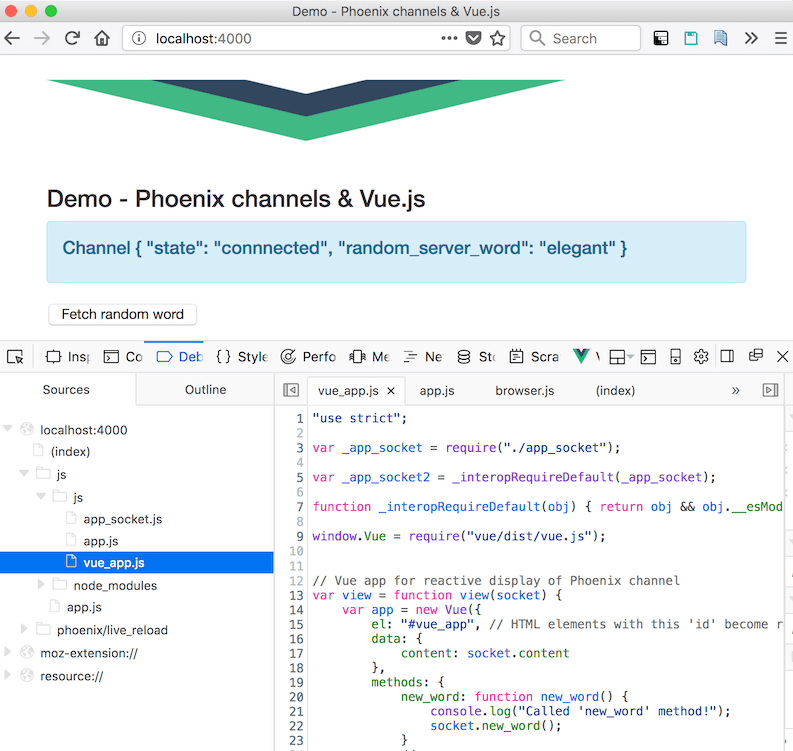 Demo - Phoenix channels & Vue.js
localhost:4000
Search
Demo - Phoenix channels & Vue.js
Channel { "state": "connnected", "random_server_word": "elegant" }
Fetch random word
Insp Co Deb Style Perfo Me Ne Sto Scra
Sources Outline vue_app.js app.js browser.js (index)
localhost:4000
(index)
js
js
app_socket.js
app.js
vue_app.js
node_modules
app.js
phoenix/live_reload
moz-extension://
resource://
1 "use strict";
2
3 var _app_socket = require("./app_socket");
4
5 var _app_socket2 = _interopRequireDefault(_app_socket);
6
7 function _interopRequireDefault(obj) { return obj && obj.__esMod
8
9 window.Vue = require("vue/dist/vue.js");
10
11
12 // Vue app for reactive display of Phoenix channel
13 var view = function view(socket) {
14 var app = new Vue({
15 el: "#vue_app", // HTML elements with this 'id' become r
16 data: {
17 content: socket.content
18 },
19 methods: {
20 new_word: function new_word() {
21 console.log("Called 'new_word' method!");
22 socket.new_word();
23 }